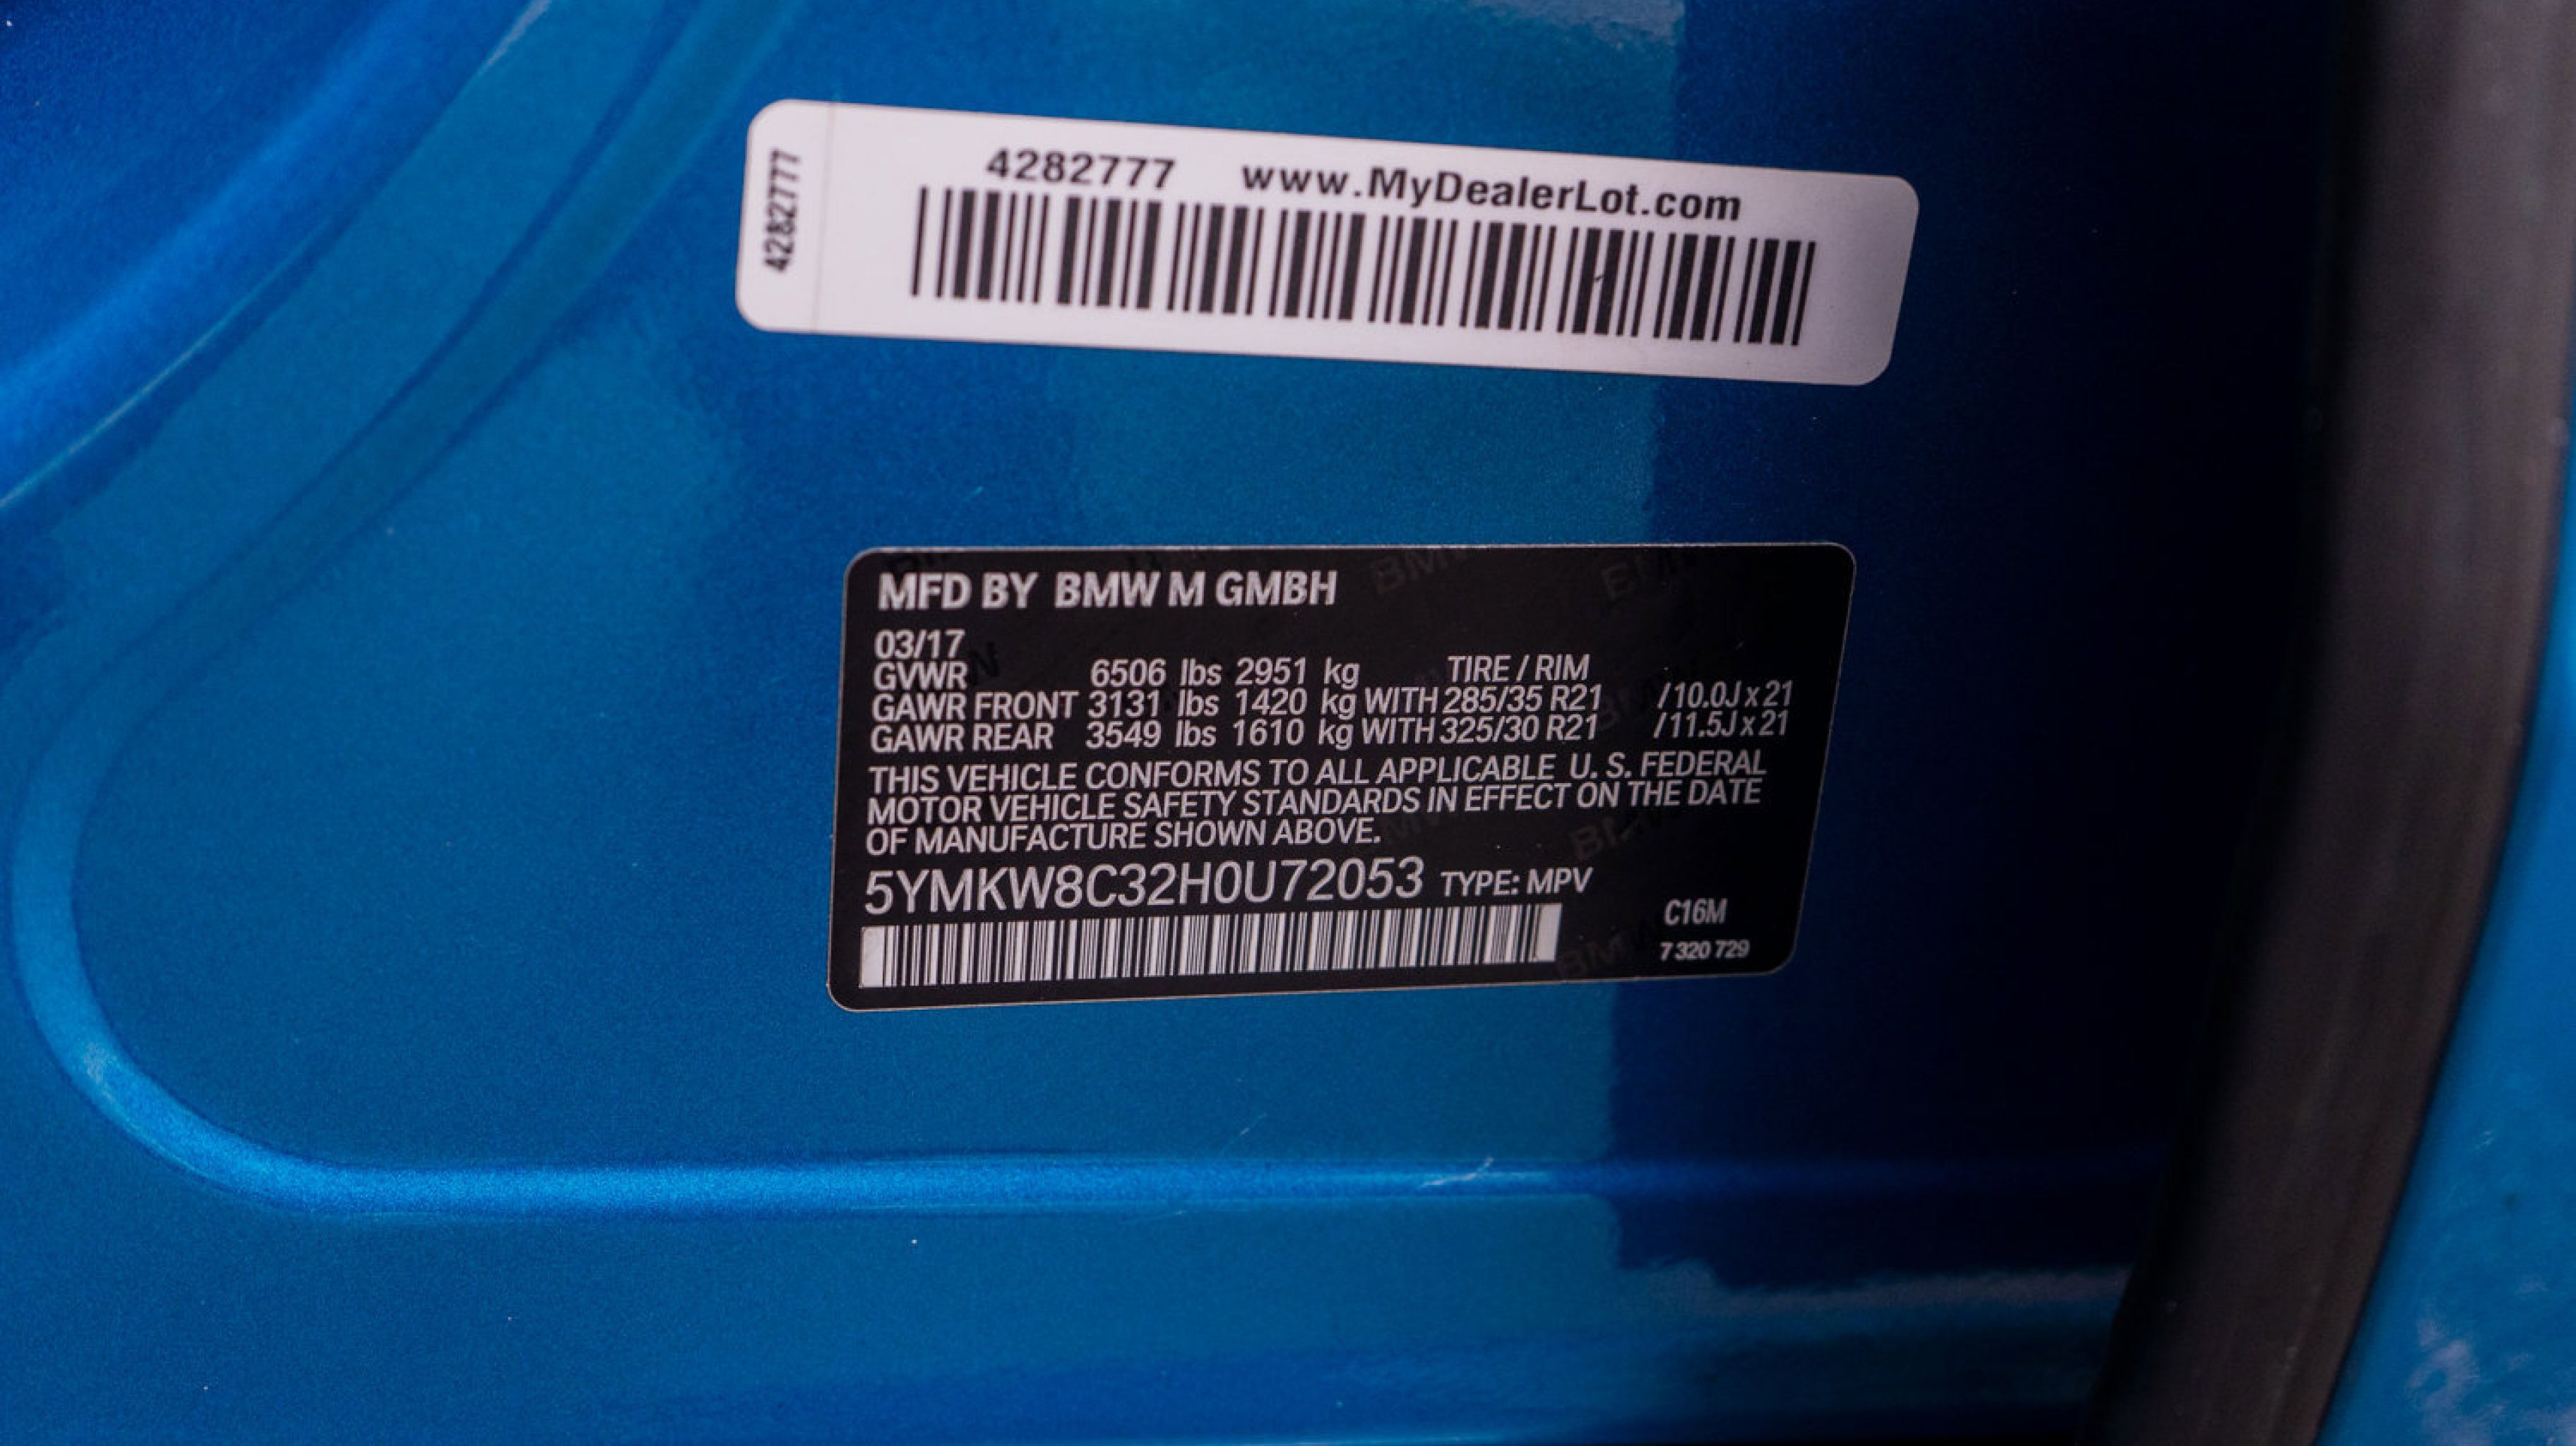 4282777
4282777 www.MyDealerLot.com
MFD BY BMW M GMBH
03/17
GVWR 6506 lbs 2951 kg TIRE / RIM
GAWR FRONT 3131 lbs 1420 kg WITH 285/35 R21 /10.0J x 21
GAWR REAR 3549 lbs 1610 kg WITH 325/30 R21 /11.5J x 21
THIS VEHICLE CONFORMS TO ALL APPLICABLE U. S. FEDERAL
MOTOR VEHICLE SAFETY STANDARDS IN EFFECT ON THE DATE
OF MANUFACTURE SHOWN ABOVE.
5YMKW8C32H0U72053 TYPE: MPV
C16M
7 320 729